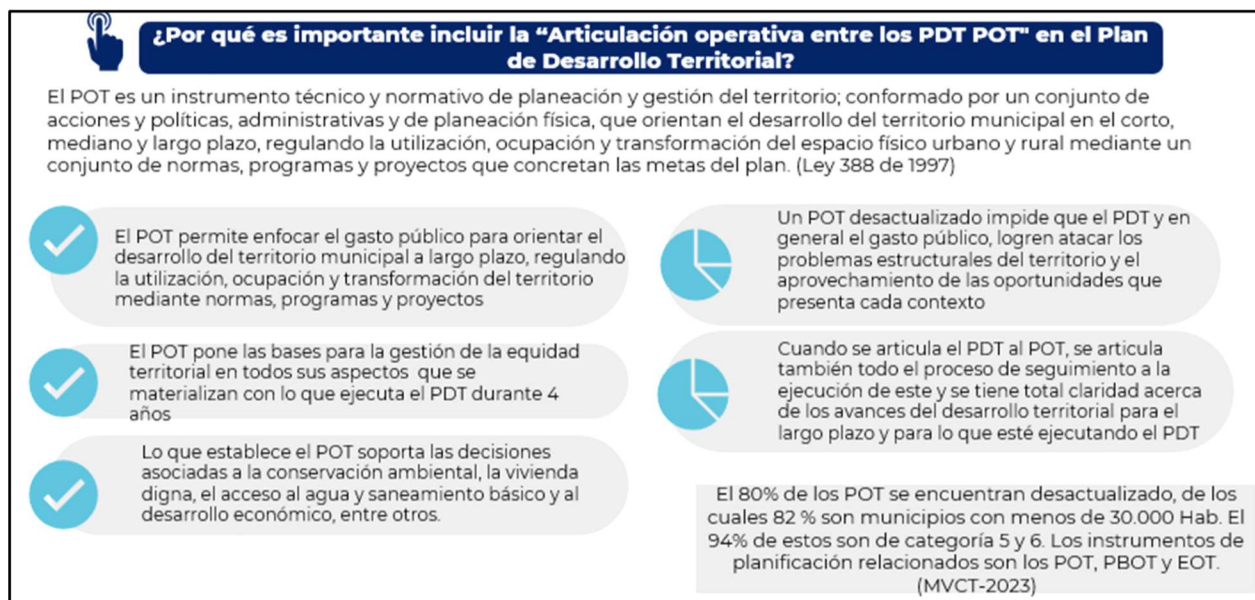 ¿Por qué es importante incluir la “Articulación operativa entre los PDT POT" en el Plan
de Desarrollo Territorial?
El POT es un instrumento técnico y normativo de planeación y gestión del territorio; conformado por un conjunto de
acciones y políticas, administrativas y de planeación física, que orientan el desarrollo del territorio municipal en el corto,
mediano y largo plazo, regulando la utilización, ocupación y transformación del espacio físico urbano y rural mediante un
conjunto de normas, programas y proyectos que concretan las metas del plan. (Ley 388 de 1997)
El POT permite enfocar el gasto público para orientar el
desarrollo del territorio municipal a largo plazo, regulando
la utilización, ocupación y transformación del territorio
mediante normas, programas y proyectos
El POT pone las bases para la gestión de la equidad
territorial en todos sus aspectos que se
materializan con lo que ejecuta el PDT durante 4
años
Lo que establece el POT soporta las decisiones
asociadas a la conservación ambiental, la vivienda
digna, el acceso al agua y saneamiento básico y al
desarrollo económico, entre otros.
Un POT desactualizado impide que el PDT y en
general el gasto público, logren atacar los
problemas estructurales del territorio y el
aprovechamiento de las oportunidades que
presenta cada contexto
Cuando se articula el PDT al POT, se articula
también todo el proceso de seguimiento a la
ejecución de este y se tiene total claridad acerca
de los avances del desarrollo territorial para el
largo plazo y para lo que esté ejecutando el PDT
El 80% de los POT se encuentran desactualizado, de los
cuales 82 % son municipios con menos de 30.000 Hab. El
94% de estos son de categoría 5 y 6. Los instrumentos de
planificación relacionados son los POT, PBOT y EOT.
(MVCT-2023)